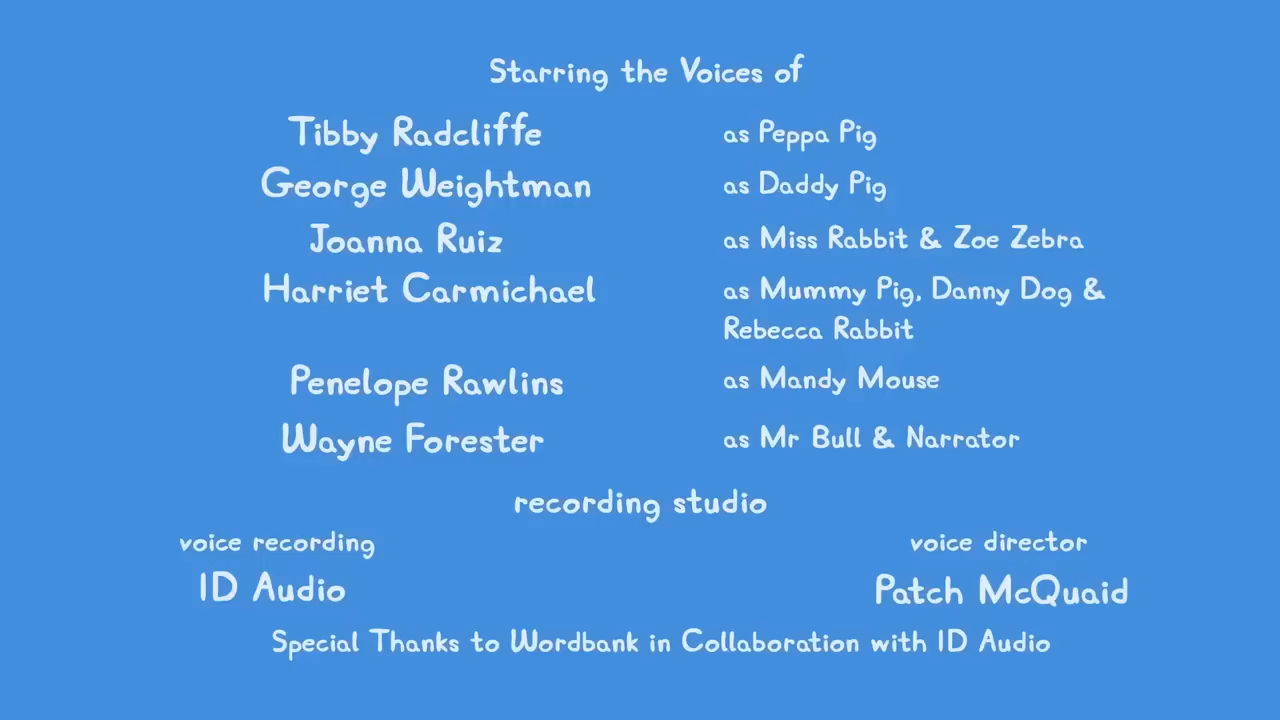 Starring the Voices of
Tibby Radcliffe as Peppa Pig
George Weightman as Daddy Pig
Joanna Ruiz as Miss Rabbit & Zoe Zebra
Harriet Carmichael as Mummy Pig, Danny Dog &
Rebecca Rabbit
Penelope Rawlins as Mandy Mouse
Wayne Forester as Mr Bull & Narrator
recording studio
voice recording voice director
ID Audio Patch McQuaid
Special Thanks to Wordbank in Collaboration with ID Audio